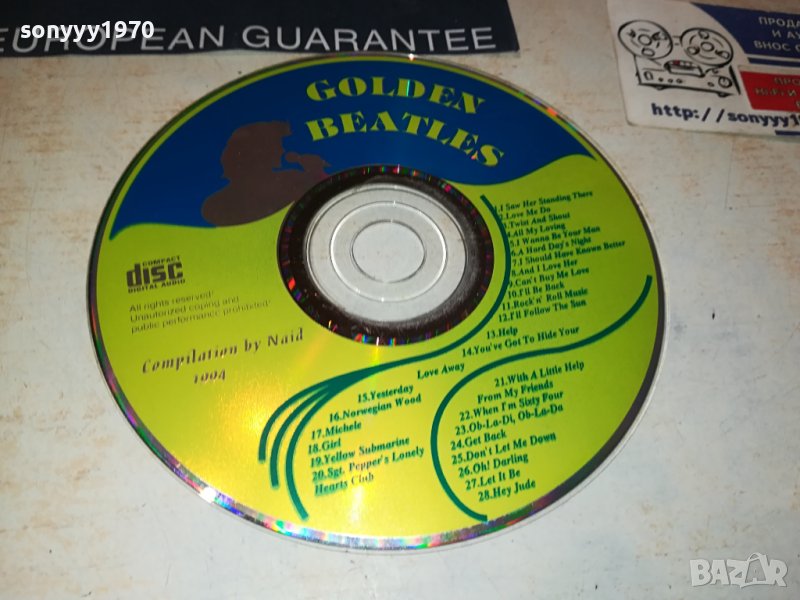 sonyyy1970
EUROPEAN GUARANTEE
ПРОДА
И АУ
ВНОС О
http://sonyyy1
GOLDEN
BEATLES
COMPACT
disc
DIGITAL AUDIO
All rights reserved
Unautorized coping and
public performance prohibited
Compilation by Naid
1994
1.I Saw Her Standing There
2.Love Me Do
3.Twist And Shout
4.All My Loving
5.I Wanna Be Your Man
6.A Hard Day's Night
7.I Should Have Known Better
8.And I Love Her
9.Can't Buy Me Love
10.I'll Be Back
11.Rock'n' Roll Music
12.I'll Follow The Sun
13.Help
14.You've Got To Hide Your
Love Away
15.Yesterday
16.Norwegian Wood
17.Michele
18.Girl
19.Yellow Submarine
20.Sgt. Pepper's Lonely
Hearts Club
21.With A Little Help
From My Friends
22.When I'm Sixty Four
23.Ob-La-Di, Ob-La-Da
24.Get Back
25.Don't Let Me Down
26.Oh! Darling
27.Let It Be
28.Hey Jude
BAZAR